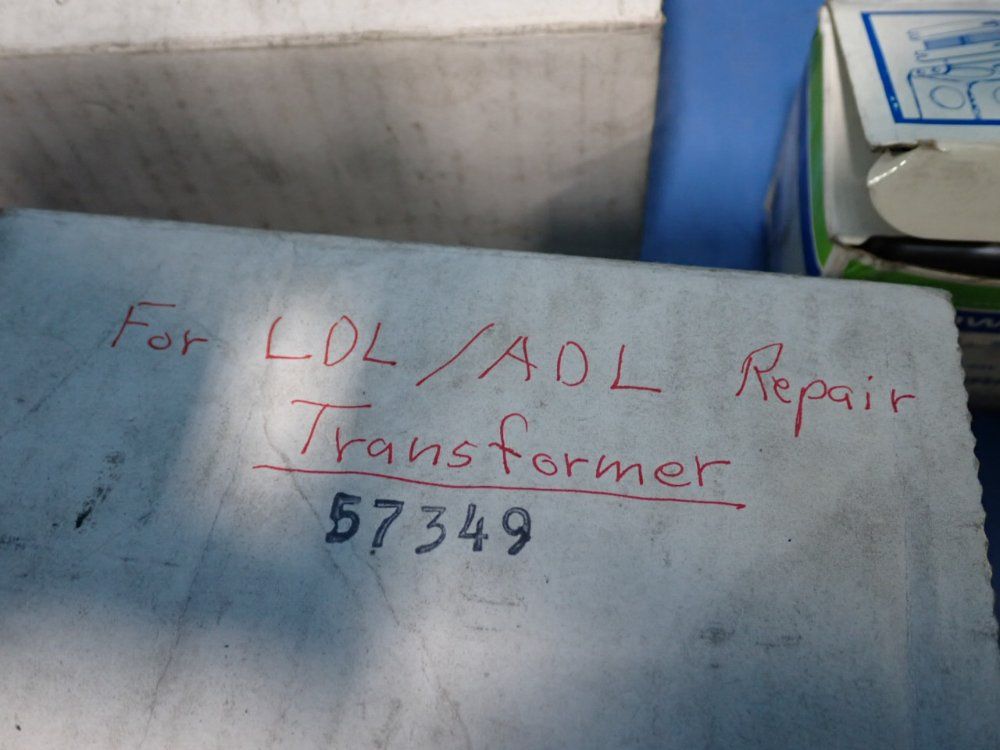 For LDL/ADL Repair
Transformer
57349